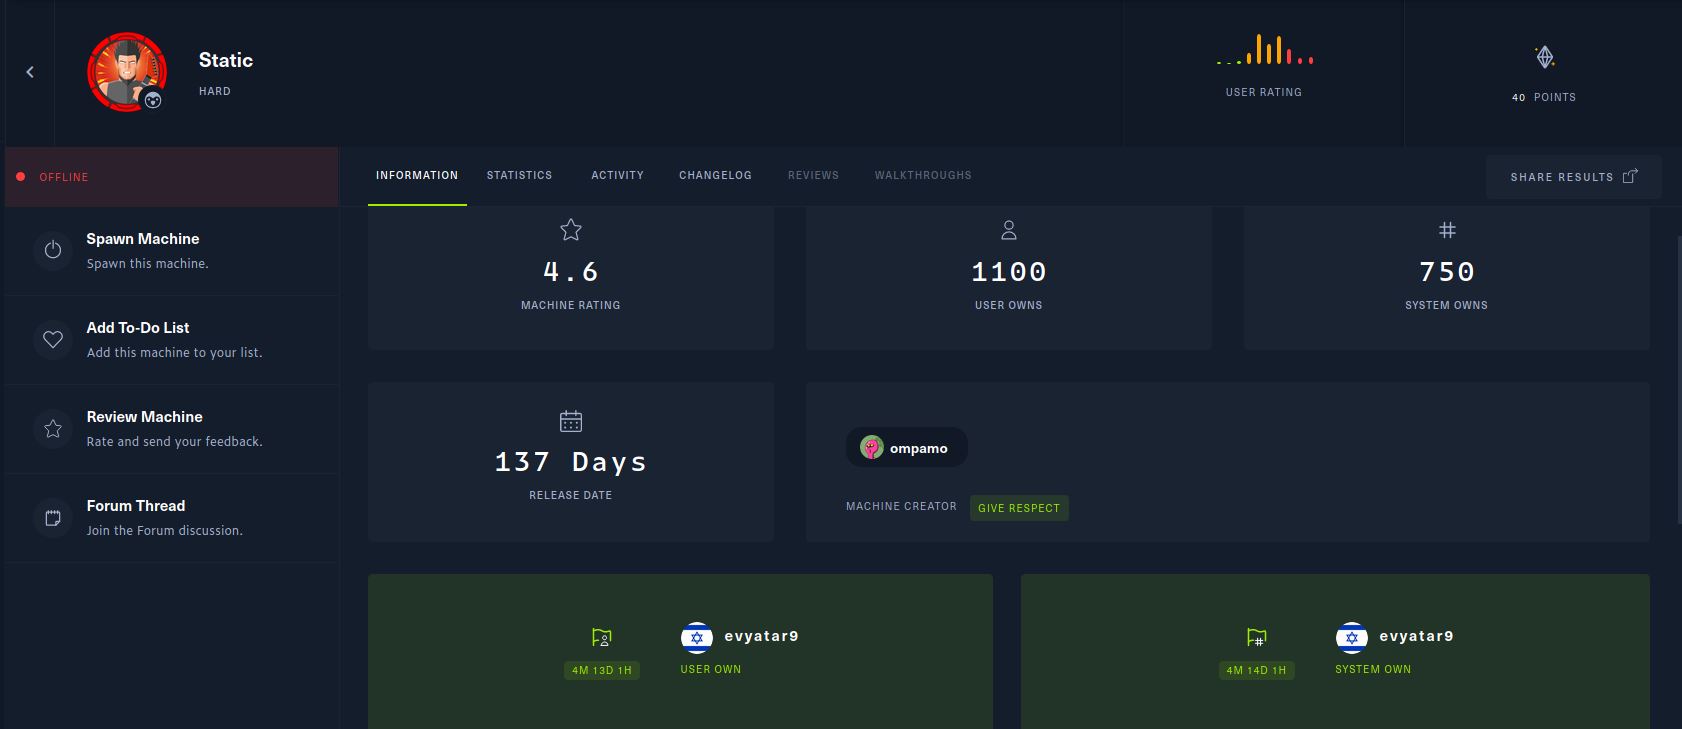 Static
HARD
USER RATING
40 POINTS
OFFLINE
INFORMATION STATISTICS ACTIVITY CHANGELOG REVIEWS WALKTHROUGHS
SHARE RESULTS
Spawn Machine
Spawn this machine.
Add To-Do List
Add this machine to your list.
Review Machine
Rate and send your feedback.
Forum Thread
Join the Forum discussion.
4.6
MACHINE RATING
1100
USER OWNS
750
SYSTEM OWNS
137 Days
RELEASE DATE
ompamo
MACHINE CREATOR GIVE RESPECT
evyatar9
4M 13D 1H USER OWN
evyatar9
4M 14D 1H SYSTEM OWN